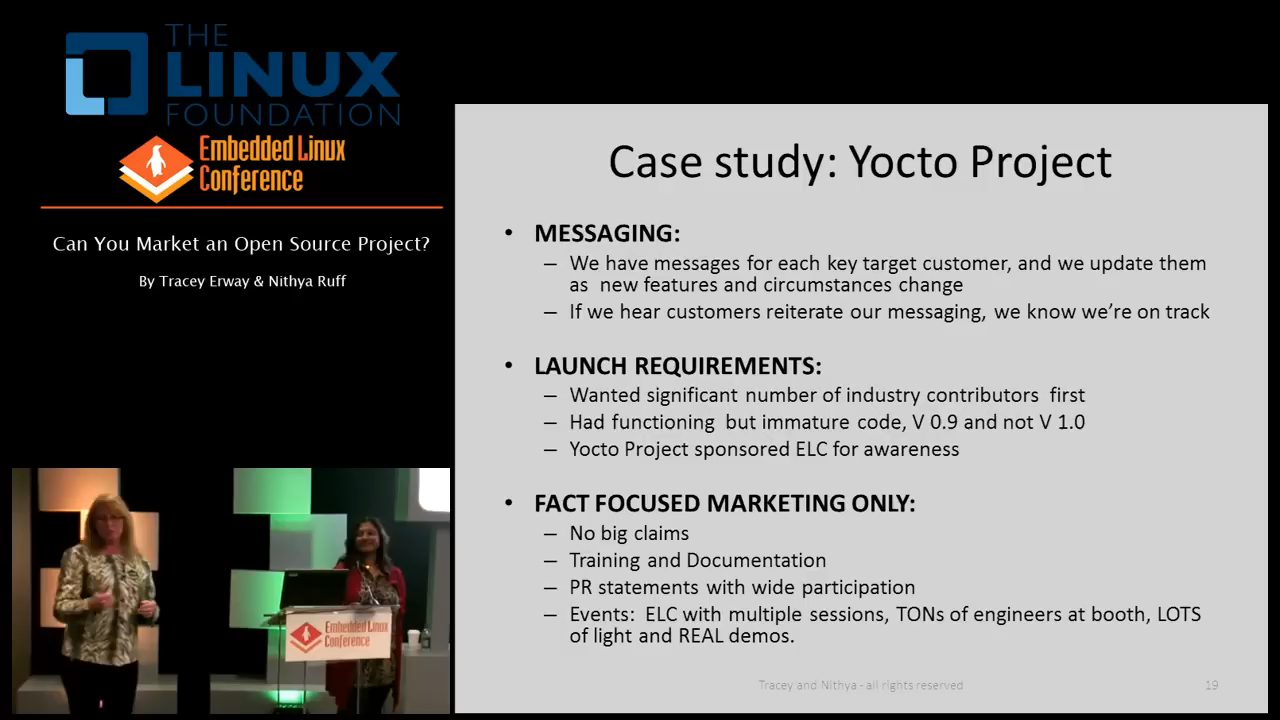 THE
LINUX
FOUNDATION
Embedded Linux
Conference
Can You Market an Open Source Project?
By Tracey Erway & Nithya Ruff
Case study: Yocto Project
• MESSAGING:
– We have messages for each key target customer, and we update them
as new features and circumstances change
– If we hear customers reiterate our messaging, we know we’re on track
• LAUNCH REQUIREMENTS:
– Wanted significant number of industry contributors first
– Had functioning but immature code, V 0.9 and not V 1.0
– Yocto Project sponsored ELC for awareness
• FACT FOCUSED MARKETING ONLY:
– No big claims
– Training and Documentation
– PR statements with wide participation
– Events: ELC with multiple sessions, TONs of engineers at booth, LOTS
of light and REAL demos.
Tracey and Nithya - all rights reserved
19
Embedded Linux
Conference